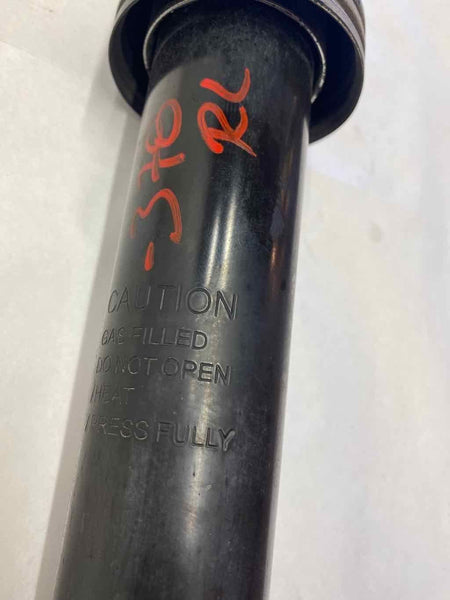 -370
RL
CAUTION
GAS FILLED
DO NOT OPEN
HEAT
PRESS FULLY